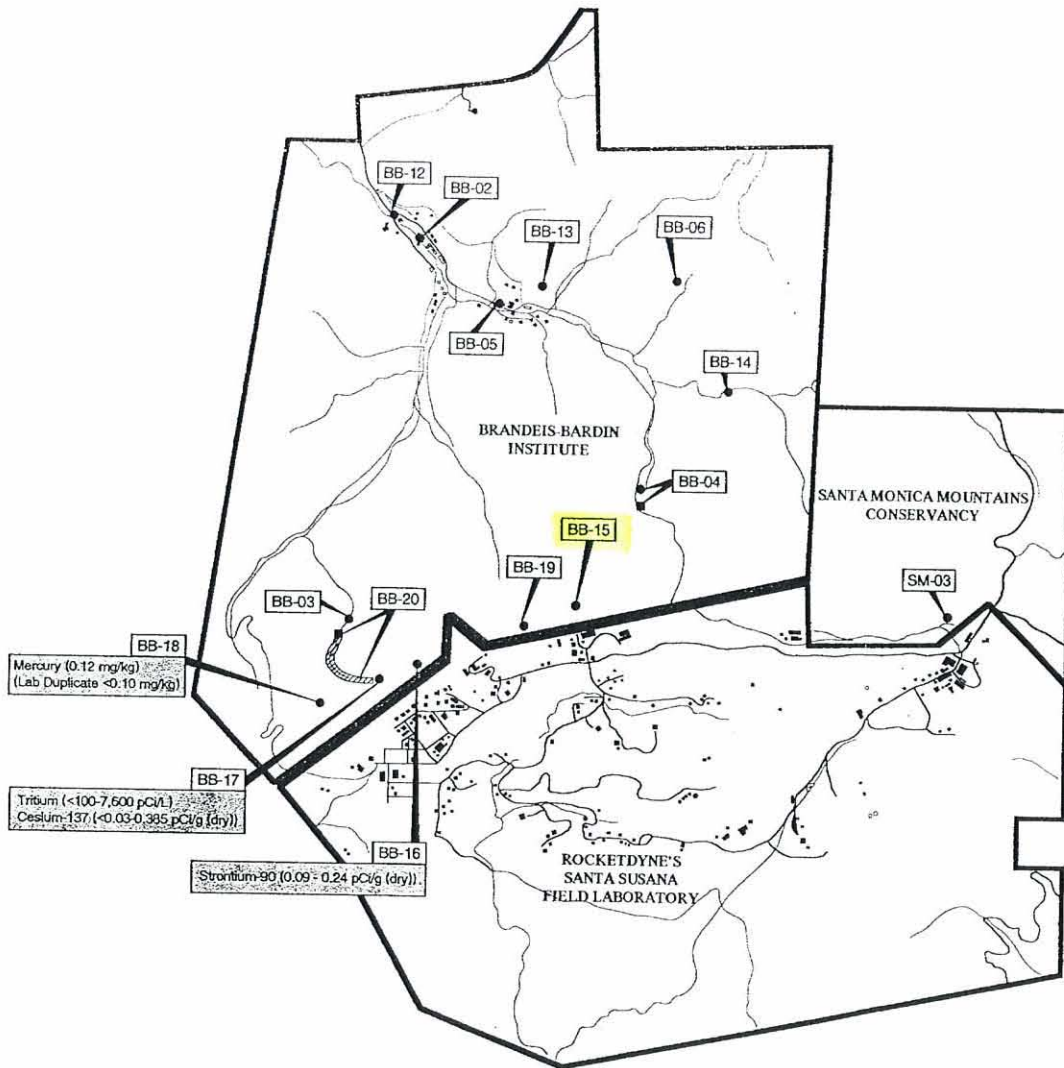 BB-12
BB-02
BB-13
BB-06
BB-05
BB-14
BRANDEIS-BARDIN
INSTITUTE
BB-04
SANTA MONICA MOUNTAINS
CONSERVANCY
BB-15
BB-19
SM-03
BB-03
BB-20
BB-18
Mercury (0.12 mg/kg)
(Lab Duplicate <0.10 mg/kg)
BB-17
Tritium (<100-7,600 pCi/L)
Cesium-137 (<0.03-0.385 pCi/g (dry))
BB-16
Strontium-90 (0.09 - 0.24 pCi/g (dry))
ROCKETDYNE'S
SANTA SUSANA
FIELD LABORATORY